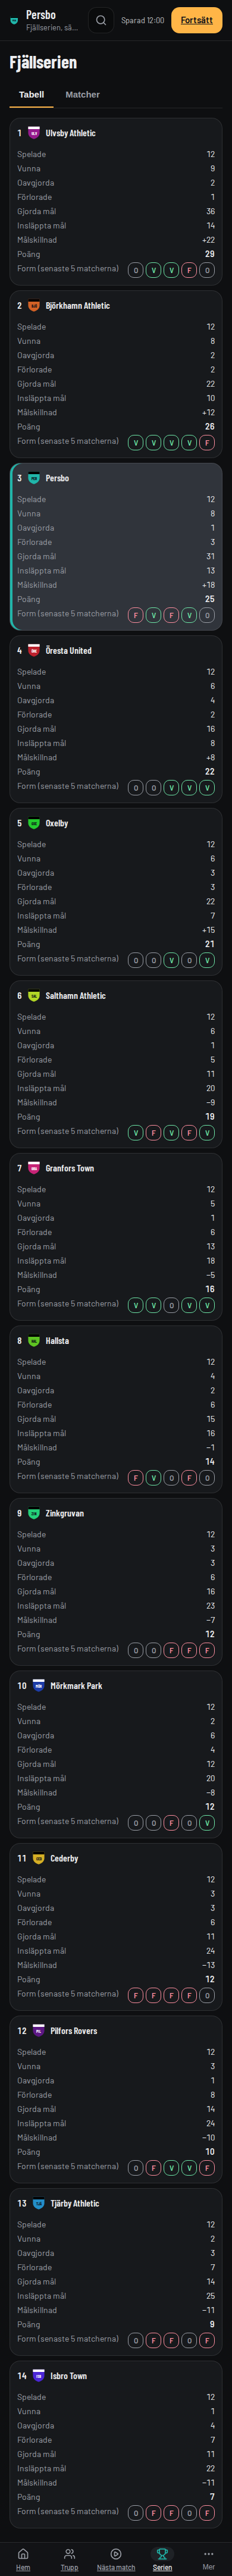 Persbo
Fjällserien, sä...
Sparad 12:00
Fortsätt
Fjällserien
Tabell Matcher
1 Ulvsby Athletic
Spelade 12
Vunna 9
Oavgjorda 2
Förlorade 1
Gjorda mål 36
Insläppta mål 14
Målskillnad +22
Poäng 29
Form (senaste 5 matcherna) O V V F O
2 Björkhamn Athletic
Spelade 12
Vunna 8
Oavgjorda 2
Förlorade 2
Gjorda mål 22
Insläppta mål 10
Målskillnad +12
Poäng 26
Form (senaste 5 matcherna) V V V V F
3 Persbo
Spelade 12
Vunna 8
Oavgjorda 1
Förlorade 3
Gjorda mål 31
Insläppta mål 13
Målskillnad +18
Poäng 25
Form (senaste 5 matcherna) F V F V O
4 Öresta United
Spelade 12
Vunna 6
Oavgjorda 4
Förlorade 2
Gjorda mål 16
Insläppta mål 8
Målskillnad +8
Poäng 22
Form (senaste 5 matcherna) O O V V V
5 Oxelby
Spelade 12
Vunna 6
Oavgjorda 3
Förlorade 3
Gjorda mål 22
Insläppta mål 7
Målskillnad +15
Poäng 21
Form (senaste 5 matcherna) O O V O V
6 Salthamn Athletic
Spelade 12
Vunna 6
Oavgjorda 1
Förlorade 5
Gjorda mål 11
Insläppta mål 20
Målskillnad −9
Poäng 19
Form (senaste 5 matcherna) V F V F V
7 Granfors Town
Spelade 12
Vunna 5
Oavgjorda 1
Förlorade 6
Gjorda mål 13
Insläppta mål 18
Målskillnad −5
Poäng 16
Form (senaste 5 matcherna) V V O V V
8 Hallsta
Spelade 12
Vunna 4
Oavgjorda 2
Förlorade 6
Gjorda mål 15
Insläppta mål 16
Målskillnad −1
Poäng 14
Form (senaste 5 matcherna) F V O F O
9 Zinkgruvan
Spelade 12
Vunna 3
Oavgjorda 3
Förlorade 6
Gjorda mål 16
Insläppta mål 23
Målskillnad −7
Poäng 12
Form (senaste 5 matcherna) O O F F F
10 Mörkmark Park
Spelade 12
Vunna 2
Oavgjorda 6
Förlorade 4
Gjorda mål 12
Insläppta mål 20
Målskillnad −8
Poäng 12
Form (senaste 5 matcherna) O O F O V
11 Cederby
Spelade 12
Vunna 3
Oavgjorda 3
Förlorade 6
Gjorda mål 11
Insläppta mål 24
Målskillnad −13
Poäng 12
Form (senaste 5 matcherna) F F F F O
12 Pilfors Rovers
Spelade 12
Vunna 3
Oavgjorda 1
Förlorade 8
Gjorda mål 14
Insläppta mål 24
Målskillnad −10
Poäng 10
Form (senaste 5 matcherna) O F V V F
13 Tjärby Athletic
Spelade 12
Vunna 2
Oavgjorda 3
Förlorade 7
Gjorda mål 14
Insläppta mål 25
Målskillnad −11
Poäng 9
Form (senaste 5 matcherna) O F F O F
14 Isbro Town
Spelade 12
Vunna 1
Oavgjorda 4
Förlorade 7
Gjorda mål 11
Insläppta mål 22
Målskillnad −11
Poäng 7
Form (senaste 5 matcherna) O F F O F
Hem Trupp Nästa match Serien Mer